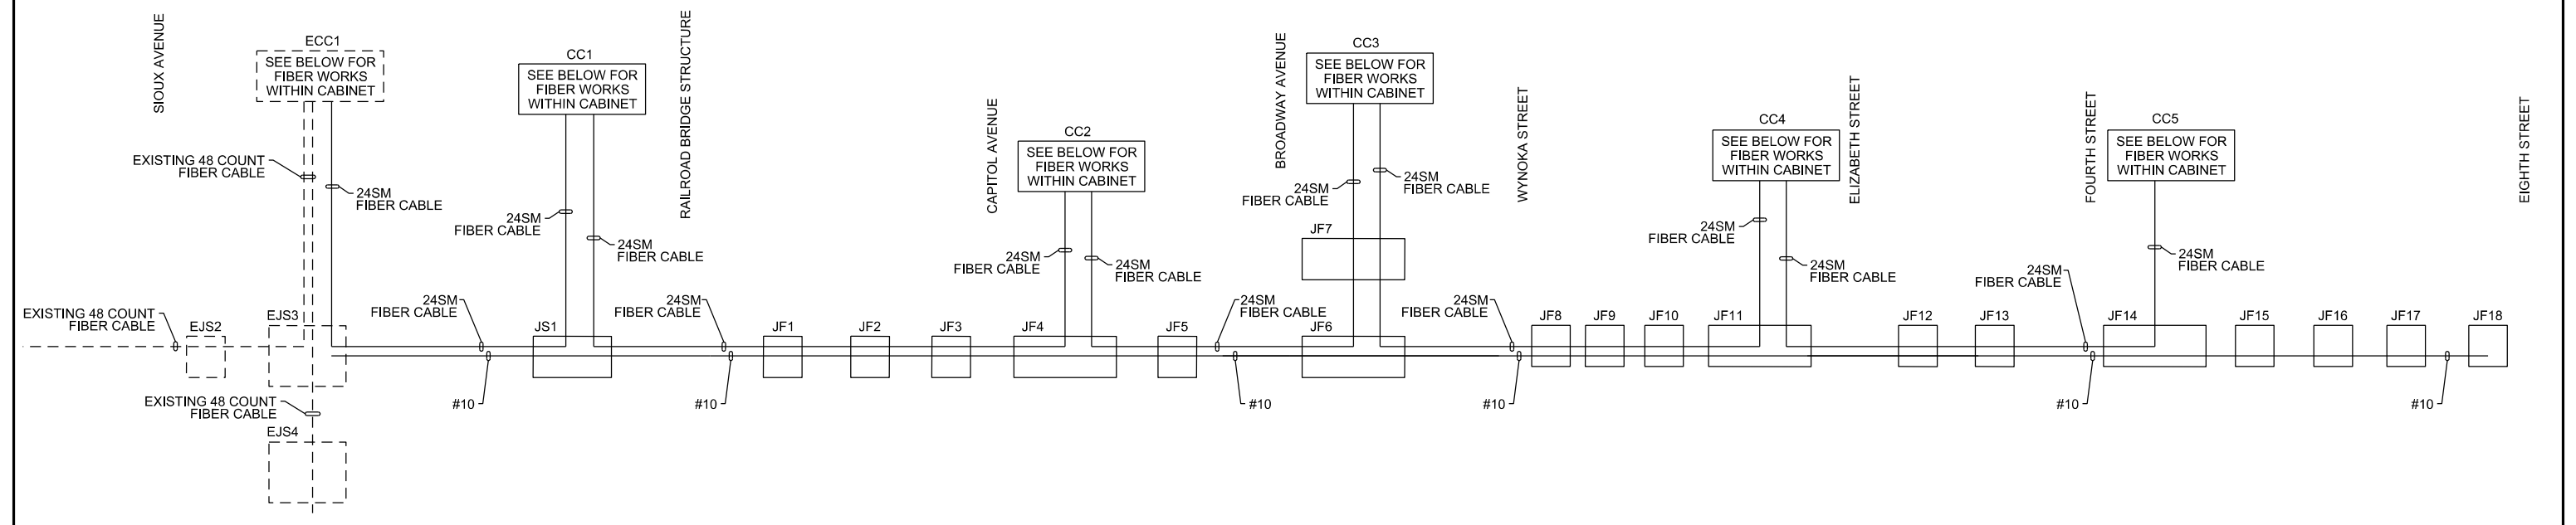 SIOUX AVENUE
ECC1
SEE BELOW FOR
FIBER WORKS
WITHIN CABINET
EXISTING 48 COUNT
FIBER CABLE
24SM
FIBER CABLE
EXISTING 48 COUNT
FIBER CABLE
EJS2
EJS3
EXISTING 48 COUNT
FIBER CABLE
EJS4
24SM
FIBER CABLE
#10
CC1
SEE BELOW FOR
FIBER WORKS
WITHIN CABINET
24SM
FIBER CABLE
24SM
FIBER CABLE
JS1
RAILROAD BRIDGE STRUCTURE
24SM
FIBER CABLE
#10
JF1
JF2
JF3
CAPITOL AVENUE
CC2
SEE BELOW FOR
FIBER WORKS
WITHIN CABINET
24SM
FIBER CABLE
24SM
FIBER CABLE
JF4
JF5
24SM
FIBER CABLE
#10
BROADWAY AVENUE
CC3
SEE BELOW FOR
FIBER WORKS
WITHIN CABINET
24SM
FIBER CABLE
24SM
FIBER CABLE
JF7
JF6
24SM
FIBER CABLE
#10
WYNOKA STREET
JF8
JF9
JF10
CC4
SEE BELOW FOR
FIBER WORKS
WITHIN CABINET
24SM
FIBER CABLE
24SM
FIBER CABLE
JF11
ELIZABETH STREET
JF12
JF13
24SM
FIBER CABLE
#10
FOURTH STREET
CC5
SEE BELOW FOR
FIBER WORKS
WITHIN CABINET
24SM
FIBER CABLE
JF14
JF15
JF16
JF17
#10
JF18
EIGHTH STREET